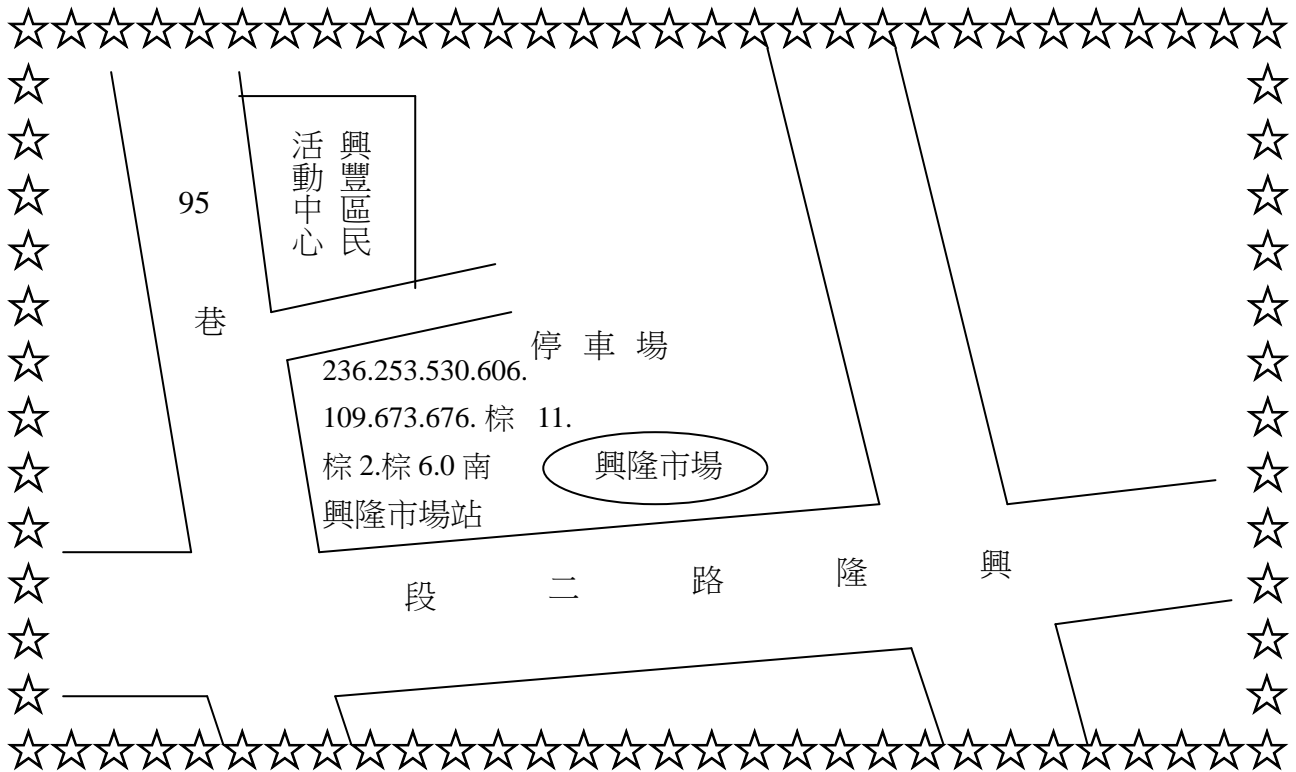 興豐區民
活動中心
95
巷
停車場
236.253.530.606.
109.673.676. 棕 11.
棕 2.棕 6.0 南
興隆市場站
興隆市場
興隆路二段